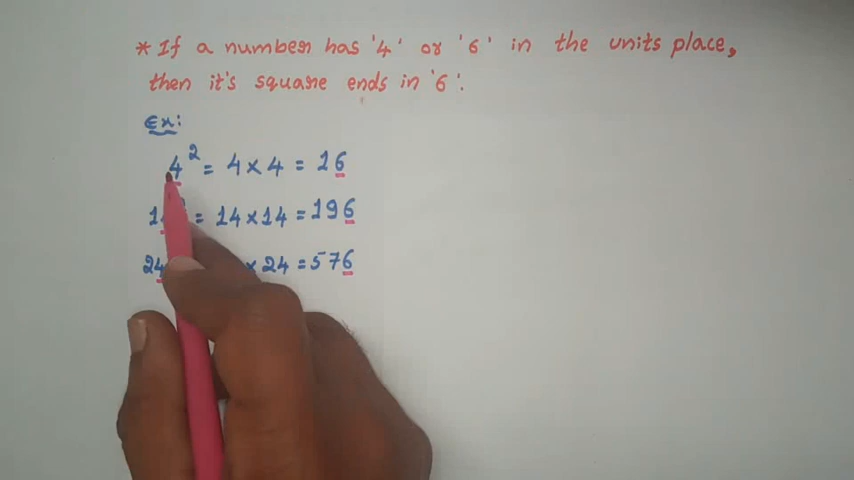 * If a number has '4' or '6' in the units place,
then it's square ends in '6'.
Ex:
4² = 4 × 4 = 16
14 = 14 × 14 = 196
24 × 24 = 576